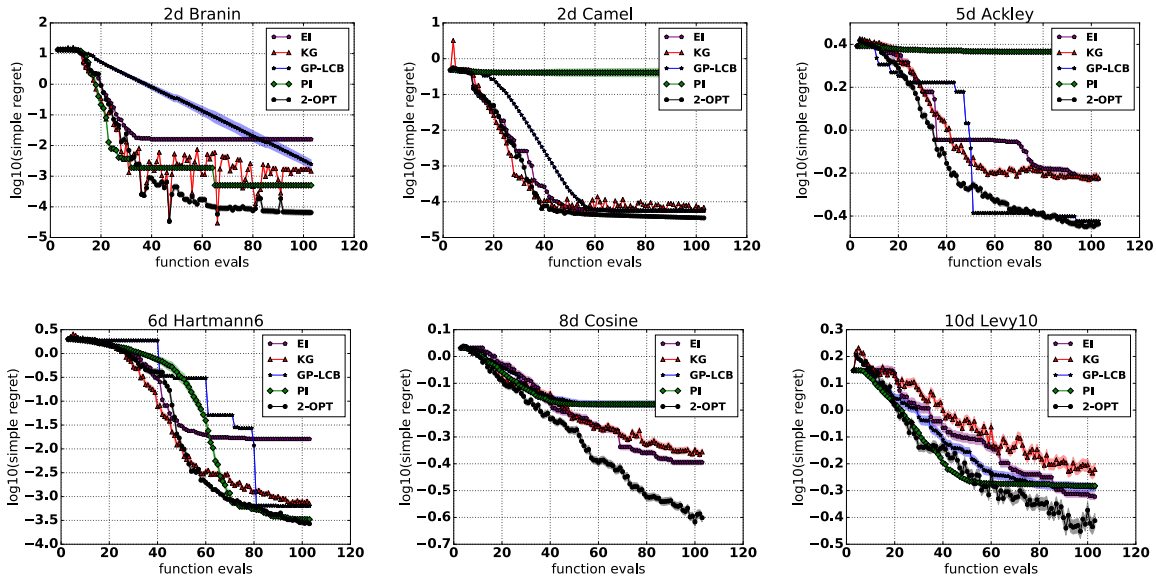 2d Branin
2
1
0
−1
−2
−3
−4
−5
log10(simple regret)
0 20 40 60 80 100 120
function evals
EI
KG
GP-LCB
PI
2-OPT
2d Camel
1
0
−1
−2
−3
−4
−5
log10(simple regret)
0 20 40 60 80 100 120
function evals
EI
KG
GP-LCB
PI
2-OPT
5d Ackley
0.4
0.2
0.0
−0.2
−0.4
log10(simple regret)
0 20 40 60 80 100 120
function evals
EI
KG
GP-LCB
PI
2-OPT
6d Hartmann6
0.5
0.0
−0.5
−1.0
−1.5
−2.0
−2.5
−3.0
−3.5
−4.0
log10(simple regret)
0 20 40 60 80 100 120
function evals
EI
KG
GP-LCB
PI
2-OPT
8d Cosine
0.1
0.0
−0.1
−0.2
−0.3
−0.4
−0.5
−0.6
−0.7
log10(simple regret)
0 20 40 60 80 100 120
function evals
EI
KG
GP-LCB
PI
2-OPT
10d Levy10
0.3
0.2
0.1
0.0
−0.1
−0.2
−0.3
−0.4
−0.5
log10(simple regret)
0 20 40 60 80 100 120
function evals
EI
KG
GP-LCB
PI
2-OPT